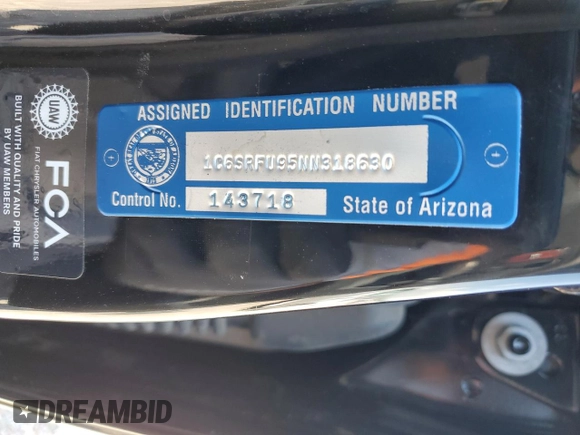 ASSIGNED IDENTIFICATION NUMBER
1C6SRFU95NN318630
Control No. 143718 State of Arizona
UAW
BUILT WITH QUALITY AND PRIDE
BY UAW MEMBERS
FCA
FIAT CHRYSLER AUTOMOBILES
DREAMBID